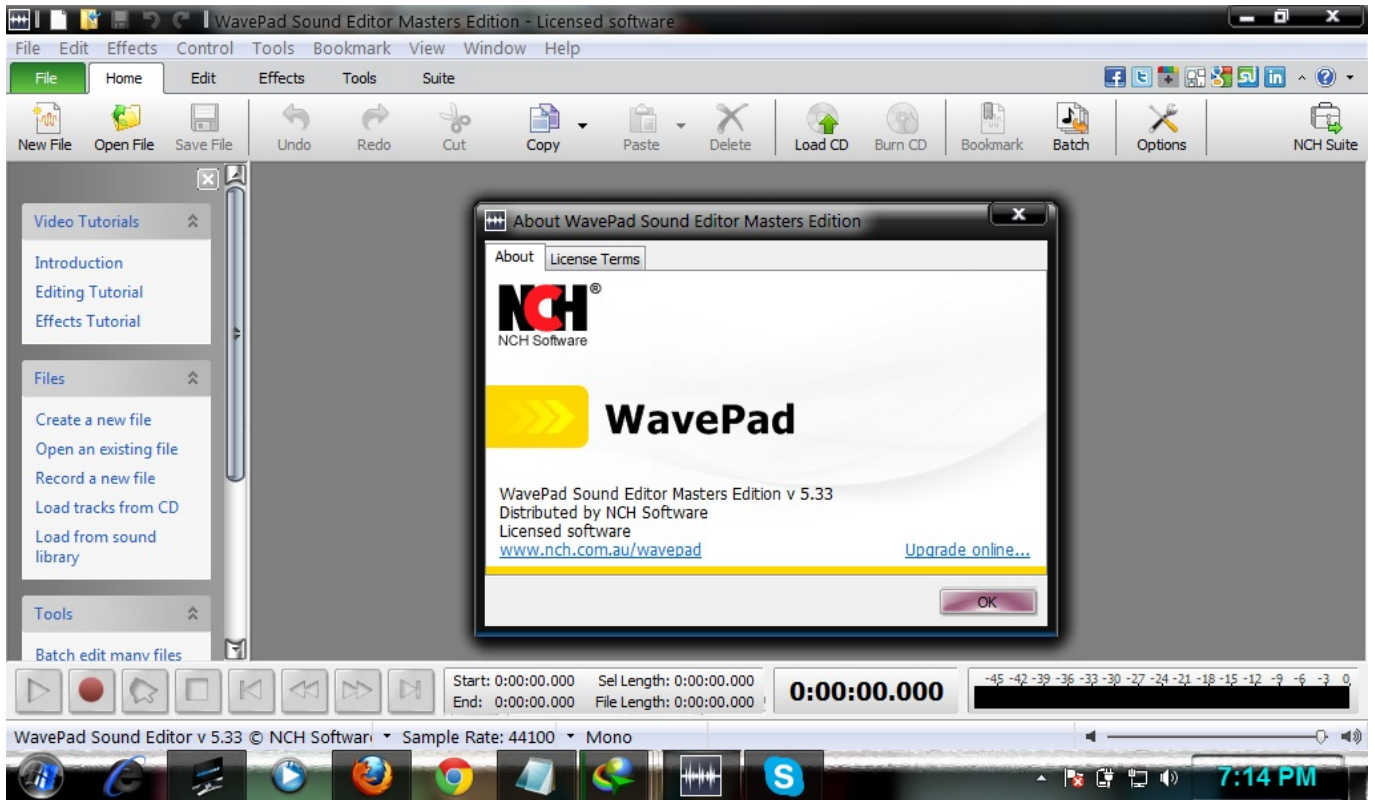 WavePad Sound Editor Masters Edition - Licensed software
File Edit Effects Control Tools Bookmark View Window Help
File Home Edit Effects Tools Suite
New File Open File Save File Undo Redo Cut Copy Paste Delete Load CD Burn CD Bookmark Batch Options NCH Suite
Video Tutorials
Introduction
Editing Tutorial
Effects Tutorial
Files
Create a new file
Open an existing file
Record a new file
Load tracks from CD
Load from sound
library
Tools
Batch edit many files
About WavePad Sound Editor Masters Edition
About License Terms
NCH®
NCH Software
WavePad
WavePad Sound Editor Masters Edition v 5.33
Distributed by NCH Software
Licensed software
www.nch.com.au/wavepad Upgrade online...
OK
Start: 0:00:00.000 Sel Length: 0:00:00.000
End: 0:00:00.000 File Length: 0:00:00.000
0:00:00.000
-45 -42 -39 -36 -33 -30 -27 -24 -21 -18 -15 -12 -9 -6 -3 0
WavePad Sound Editor v 5.33 © NCH Softwar Sample Rate: 44100 Mono
7:14 PM